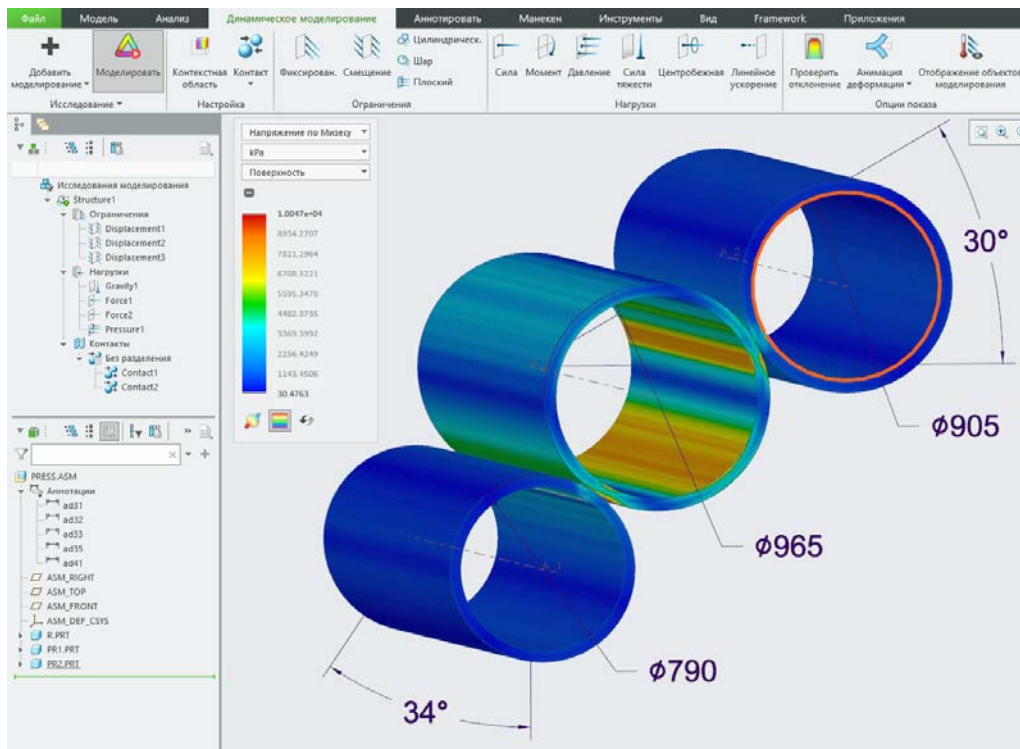 Файл Модель Анализ Динамическое моделирование Аннотировать Манекен Инструменты Вид Framework Приложения
Добавить моделирование
Моделировать
Контекстная область
Контакт
Фиксирован.
Смещение
Цилиндрическ.
Шар
Плоский
Сила
Момент
Давление
Сила тяжести
Центробежная
Линейное ускорение
Проверить отклонение
Анимация деформации
Отображение объектов моделирования
Исследование Настройка Ограничения Нагрузки Опции показа
Исследования моделирования
Structure1
Ограничения
Displacement1
Displacement2
Displacement3
Нагрузки
Gravity1
Force1
Force2
Pressure1
Контакты
Без разделения
Contact1
Contact2
PRESS.ASM
Аннотации
ad31
ad32
ad33
ad35
ad41
ASM_RIGHT
ASM_TOP
ASM_FRONT
ASM_DEF_CSYS
R.PRT
PR1.PRT
PR2.PRT
Напряжение по Мизесу
kPa
Поверхность
1.0047e+04
8934.2707
7821.2964
6708.3221
5595.3478
4482.3735
3369.3992
2256.4249
1143.4506
30.4763
30°
A_2
ϕ905
ϕ965
A_1
ϕ790
34°